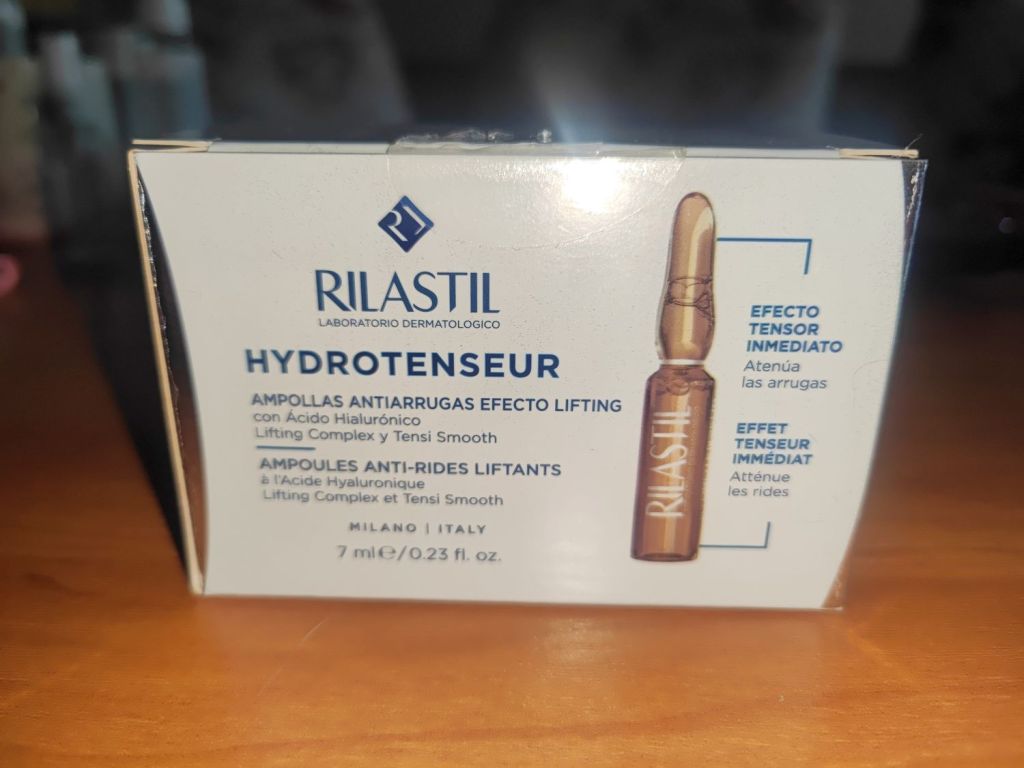 RILASTIL
LABORATORIO DERMATOLOGICO
HYDROTENSEUR
AMPOLLAS ANTIARRUGAS EFECTO LIFTING
con Ácido Hialurónico
Lifting Complex y Tensi Smooth
AMPOULES ANTI-RIDES LIFTANTS
à l'Acide Hyaluronique
Lifting Complex et Tensi Smooth
MILANO | ITALY
7 ml℮/0.23 fl. oz.
RILASTIL
EFECTO
TENSOR
INMEDIATO
Atenúa
las arrugas
EFFET
TENSEUR
IMMÉDIAT
Atténue
les rides